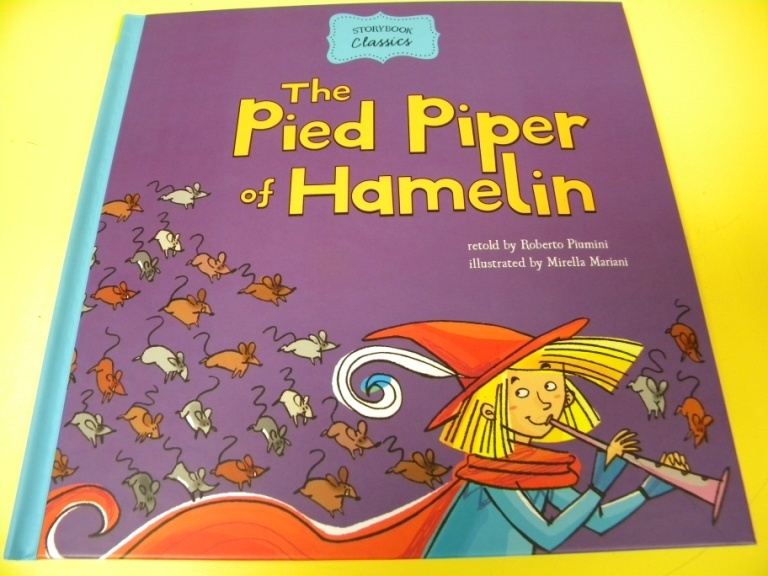 STORYBOOK
Classics
The
Pied Piper
of Hamelin
retold by Roberto Piumini
illustrated by Mirella Mariani